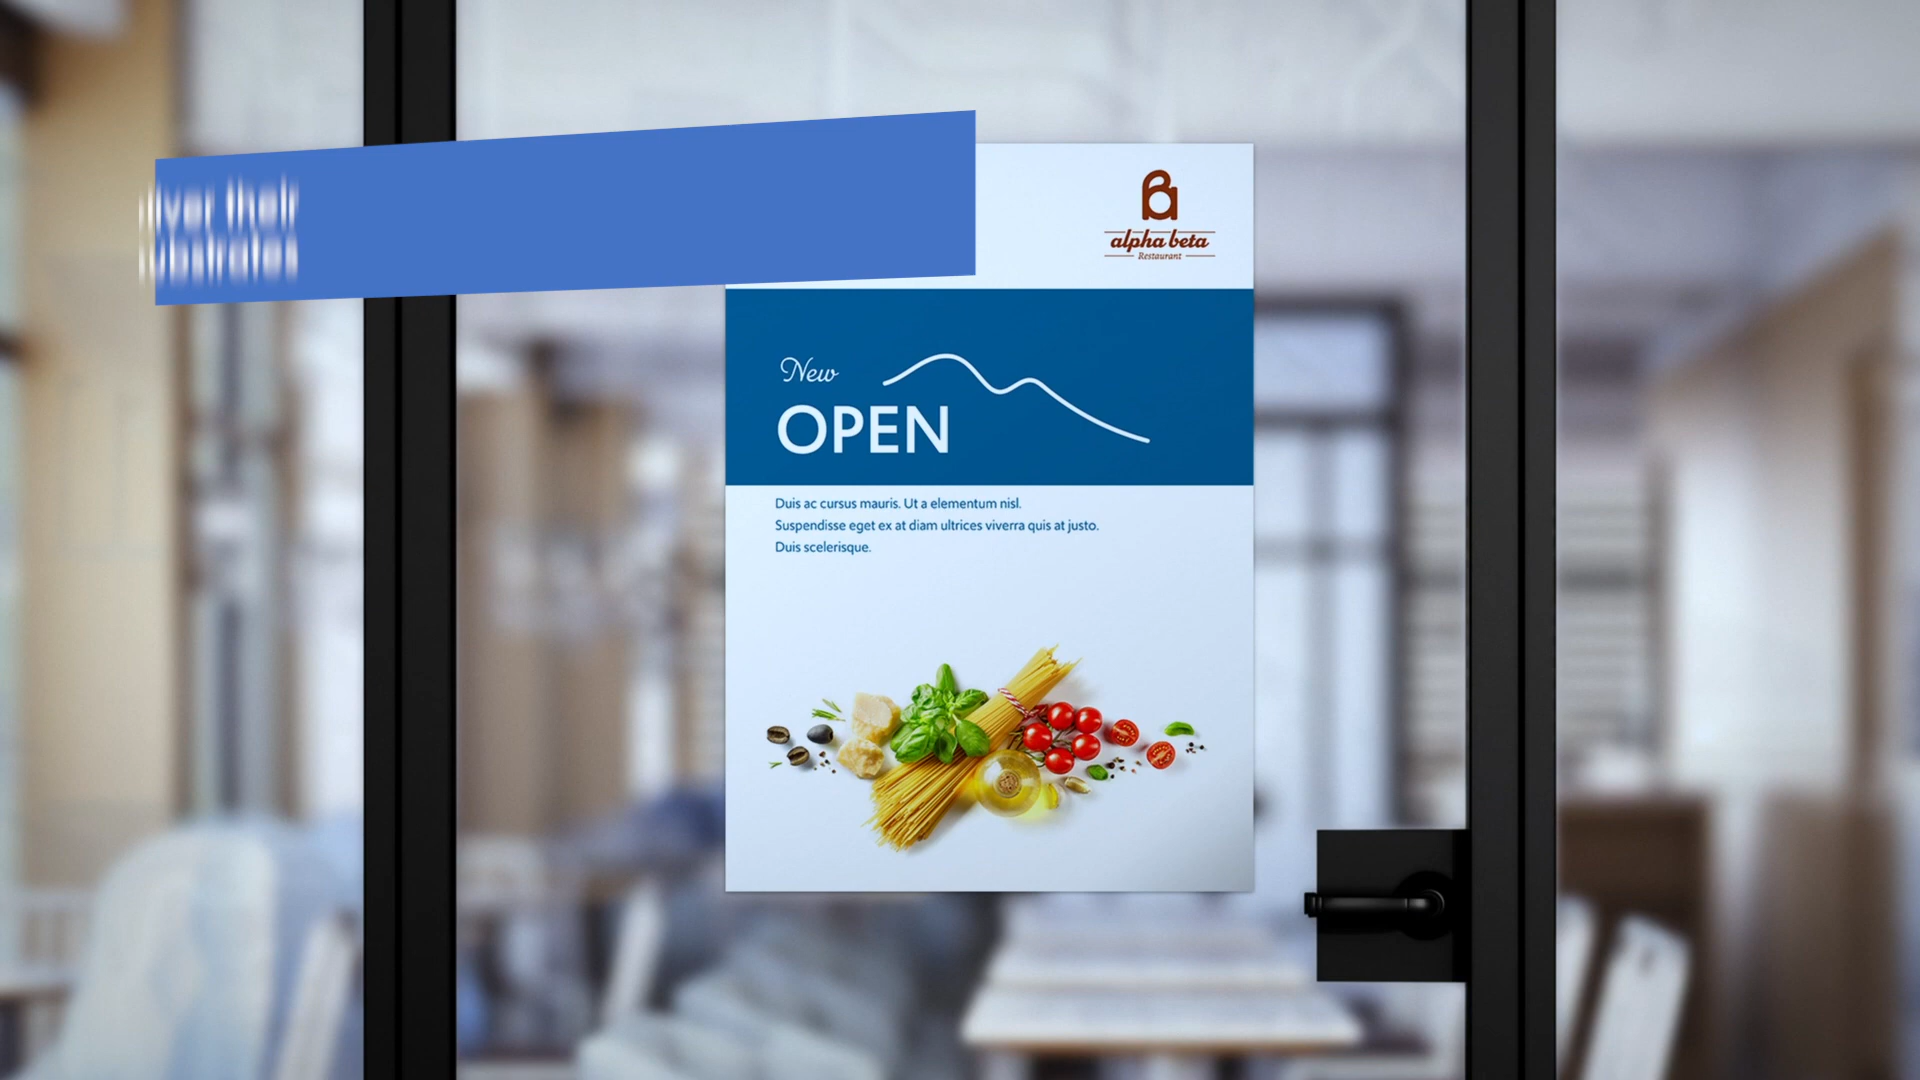 their
alpha beta
Restaurant
New
OPEN
Duis ac cursus mauris. Ut a elementum nisl.
Suspendisse eget ex at diam ultrices viverra quis at justo.
Duis scelerisque.